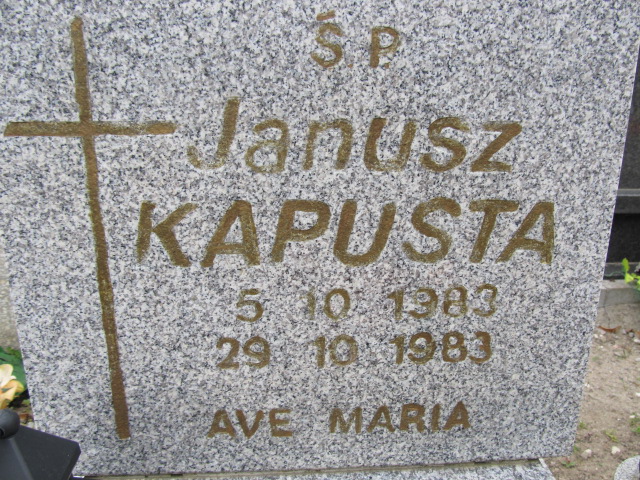 Ś.P
Janusz
KAPUSTA
5 10 1983
29 10 1983
AVE MARIA